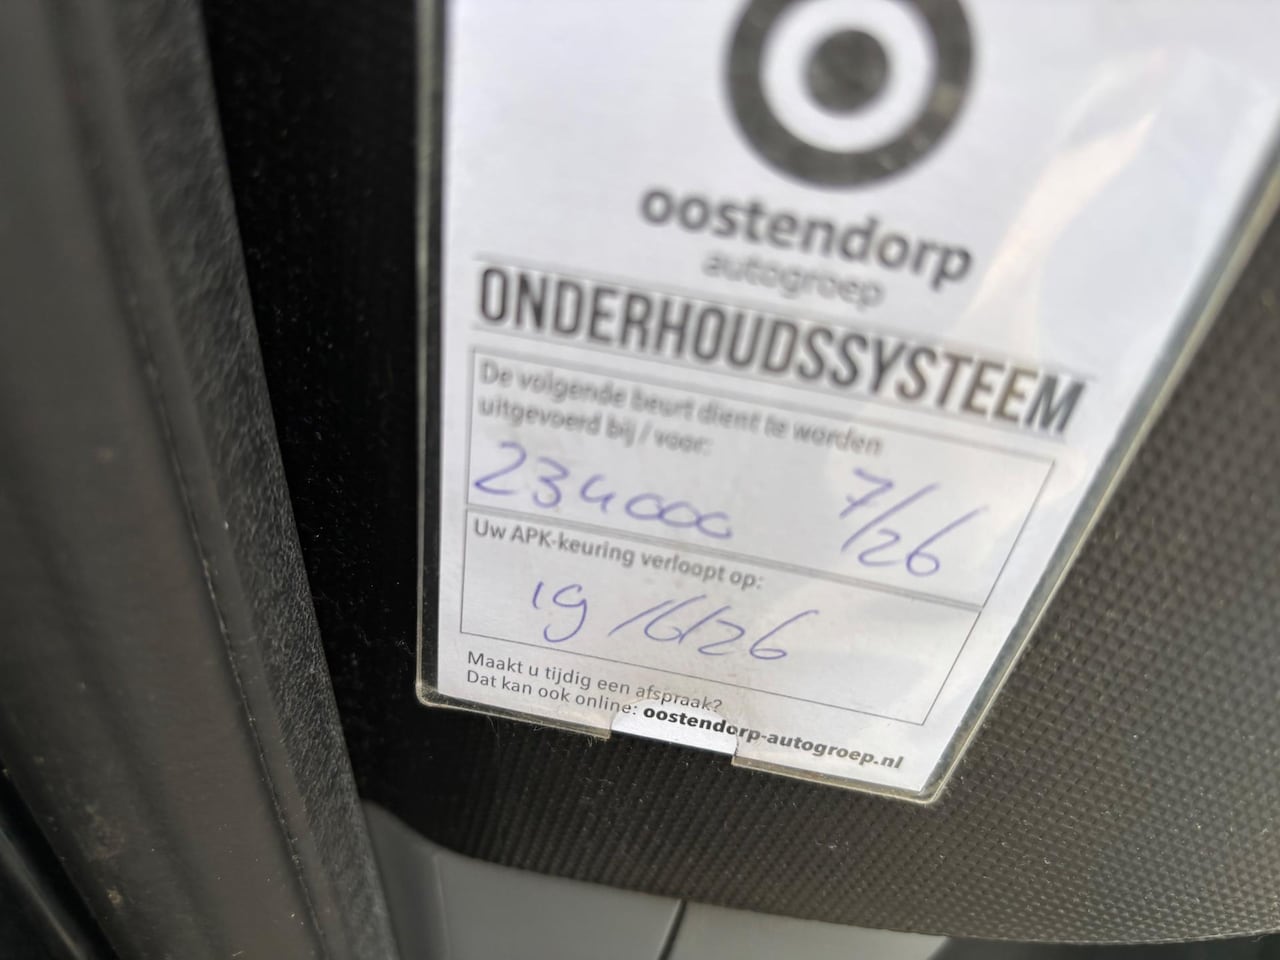 oostendorp
autogroep
ONDERHOUDSSYSTEEM
De volgende beurt dient te worden
uitgevoerd bij / voor:
234000 7/26
Uw APK-keuring verloopt op:
19/6/26
Maakt u tijdig een afspraak?
Dat kan ook online: oostendorp-autogroep.nl